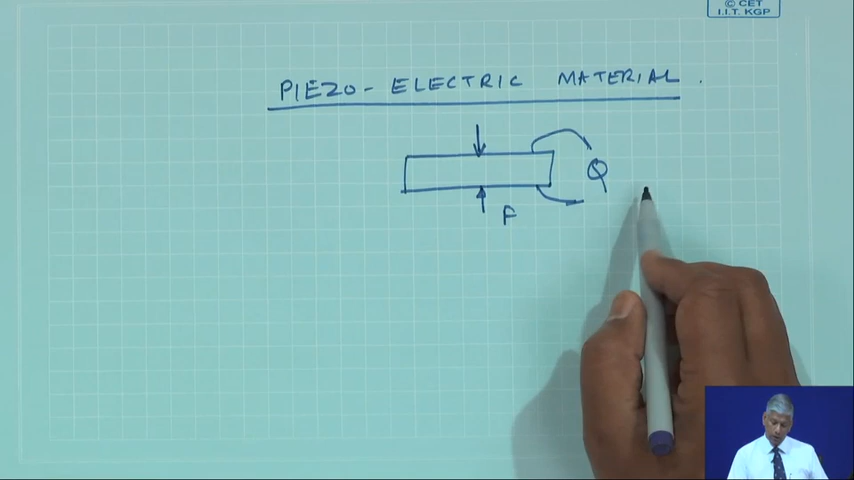 © CET
I.I.T. KGP
PIEZO - ELECTRIC MATERIAL .
Q
F